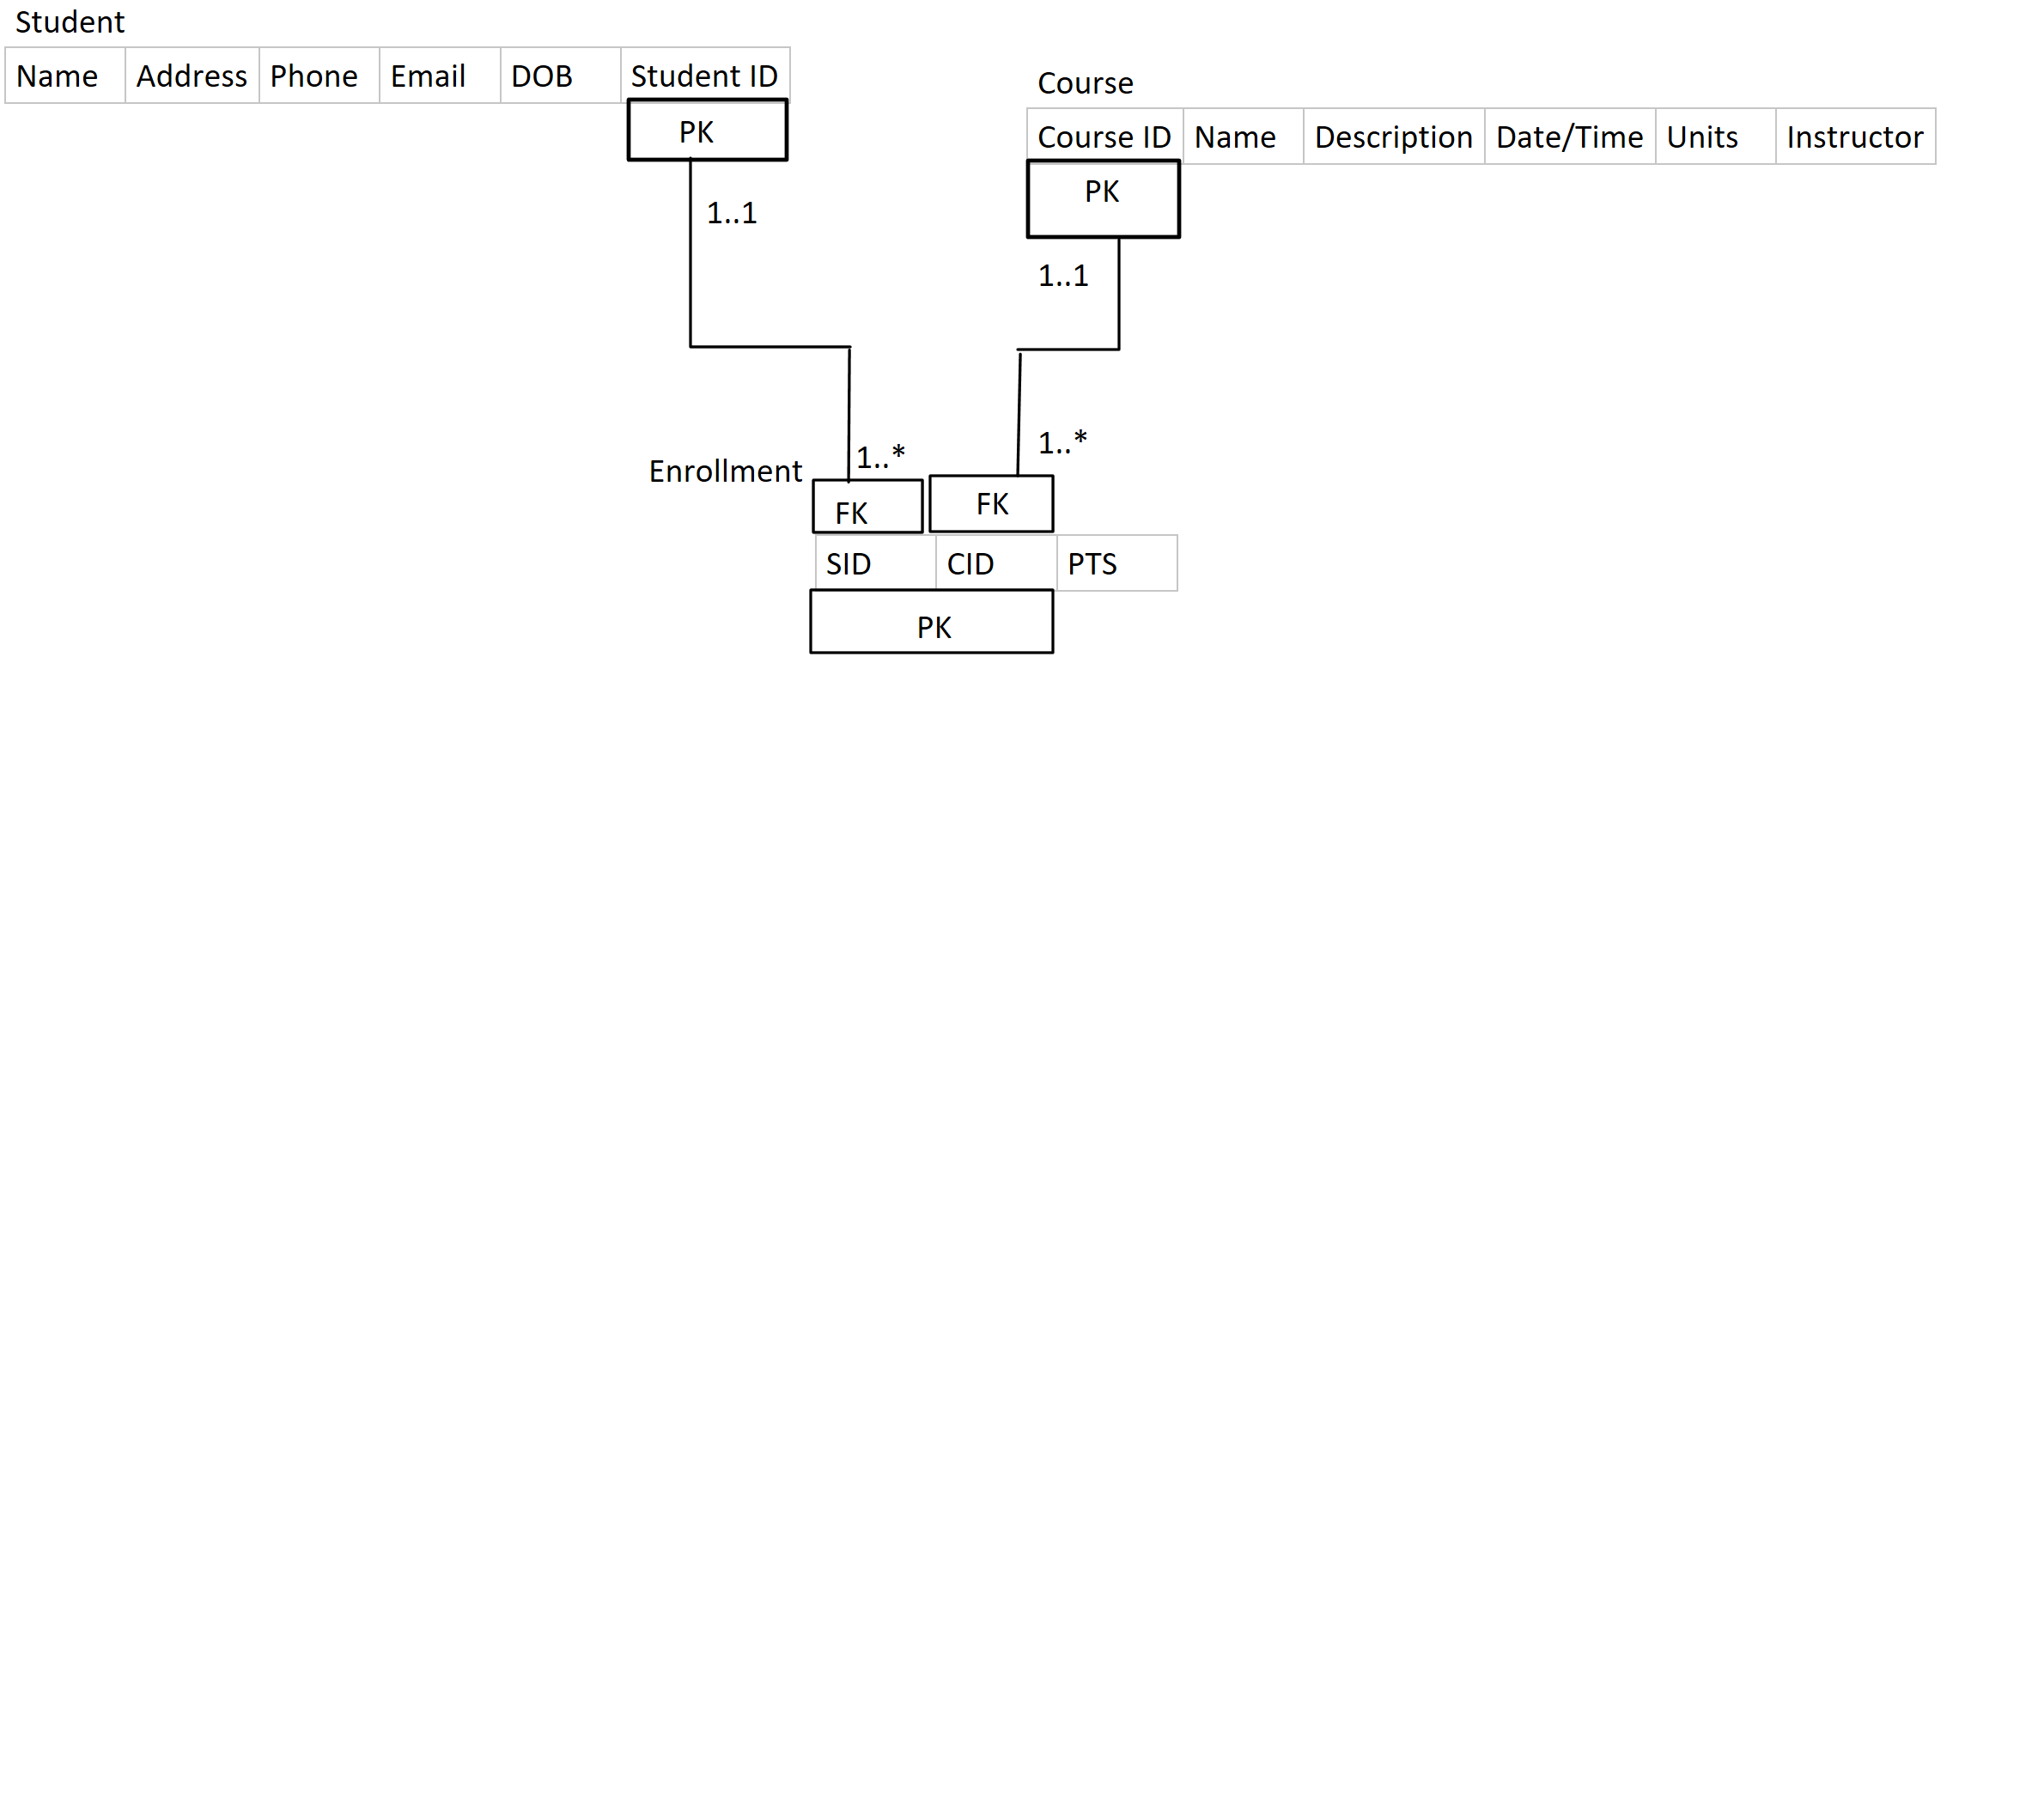 Student
Name Address Phone Email DOB Student ID
PK
1..1
Course
Course ID Name Description Date/Time Units Instructor
PK
1..1
1..*
1..*
Enrollment
FK FK
SID CID PTS
PK